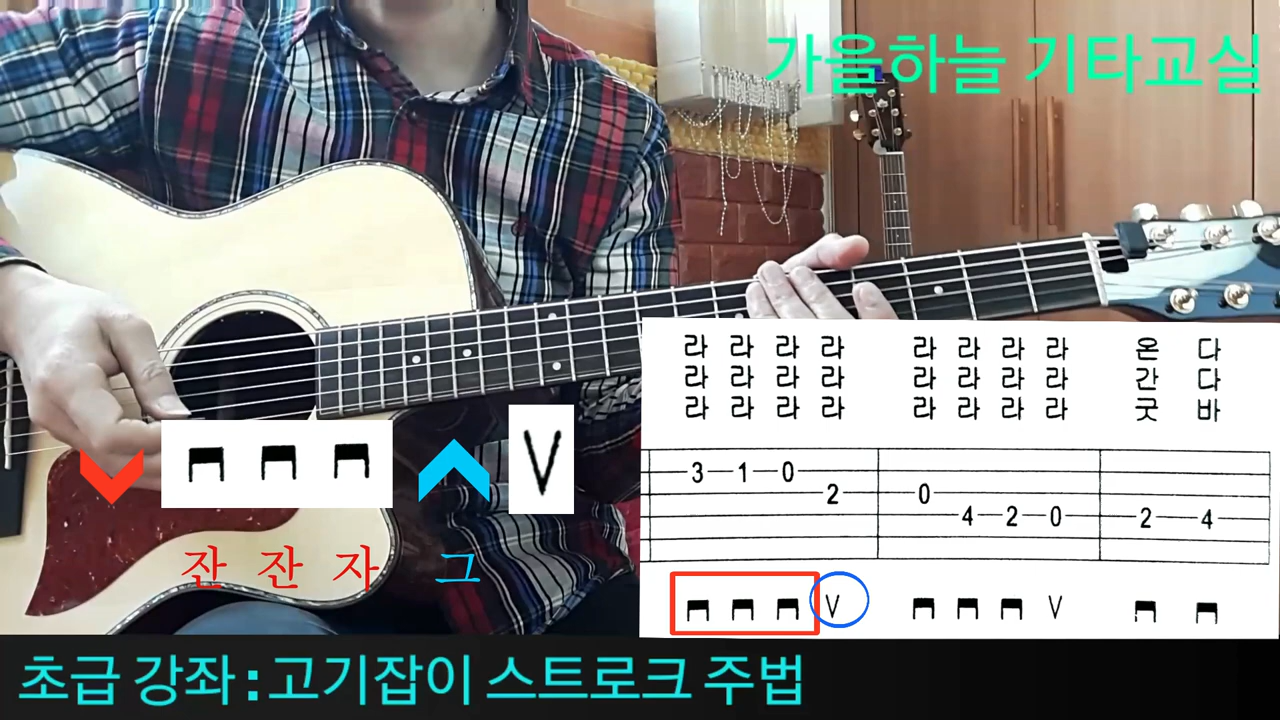 가을하늘 기타교실
라 라 라 라 라 라 라 라 온 다
라 라 라 라 라 라 라 라 간 다
라 라 라 라 라 라 라 라 굿 바
3 1 0 2 0 4 2 0 2 4
V V
V
잔 잔 자 그
초급 강좌 : 고기잡이 스트로크 주법